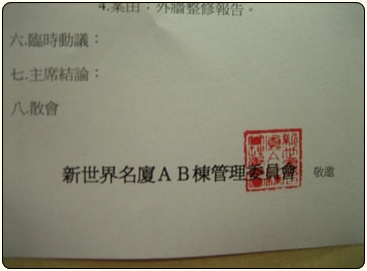 4.案由：外牆整修報告。
六.臨時動議：
七.主席結論：
八.散會
新世界名廈ＡＢ棟管理委員會 敬邀